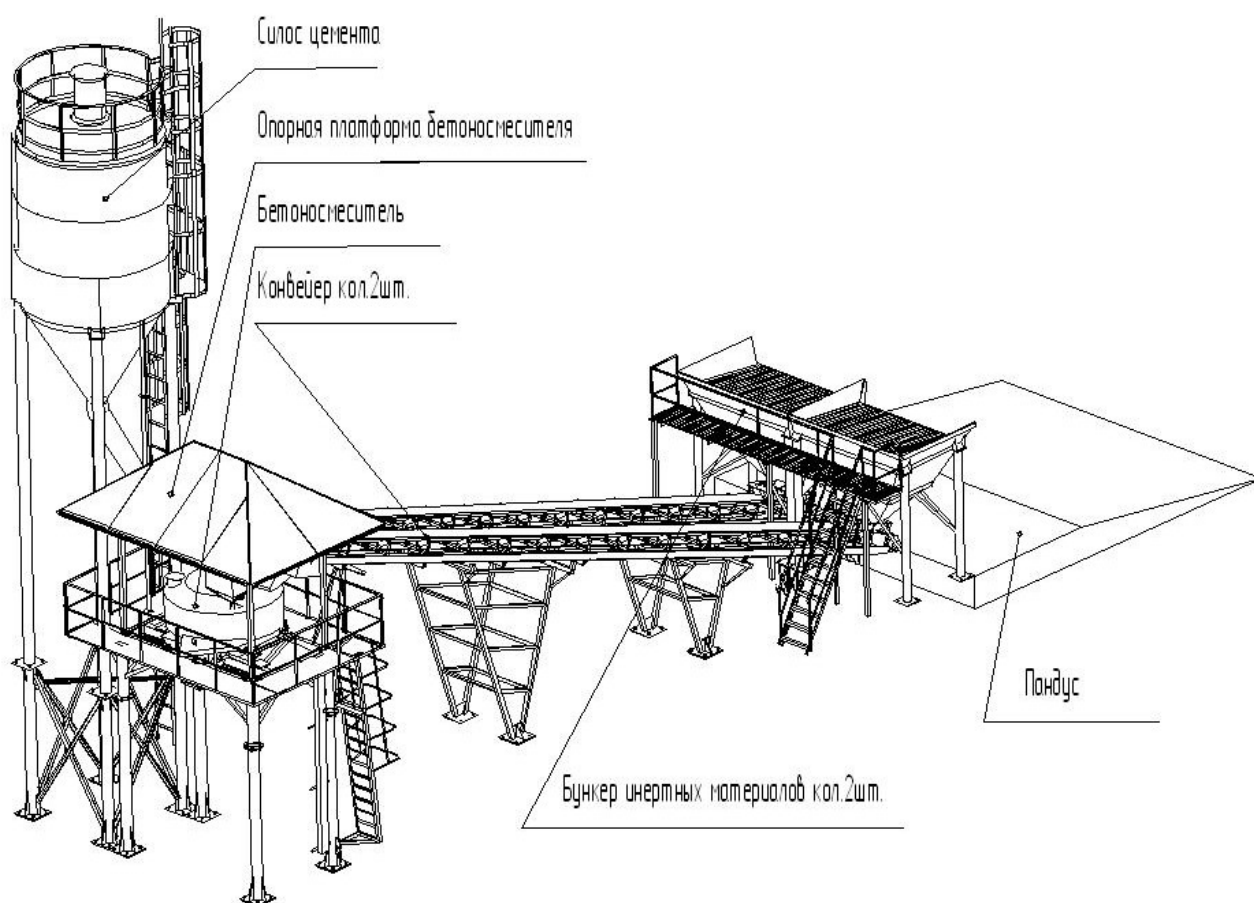 Силос цемента
Опорная платформа бетоносмесителя
Бетоносмеситель
Конвейер кол.2шт.
Пандус
Бункер инертных материалов кол.2шт.